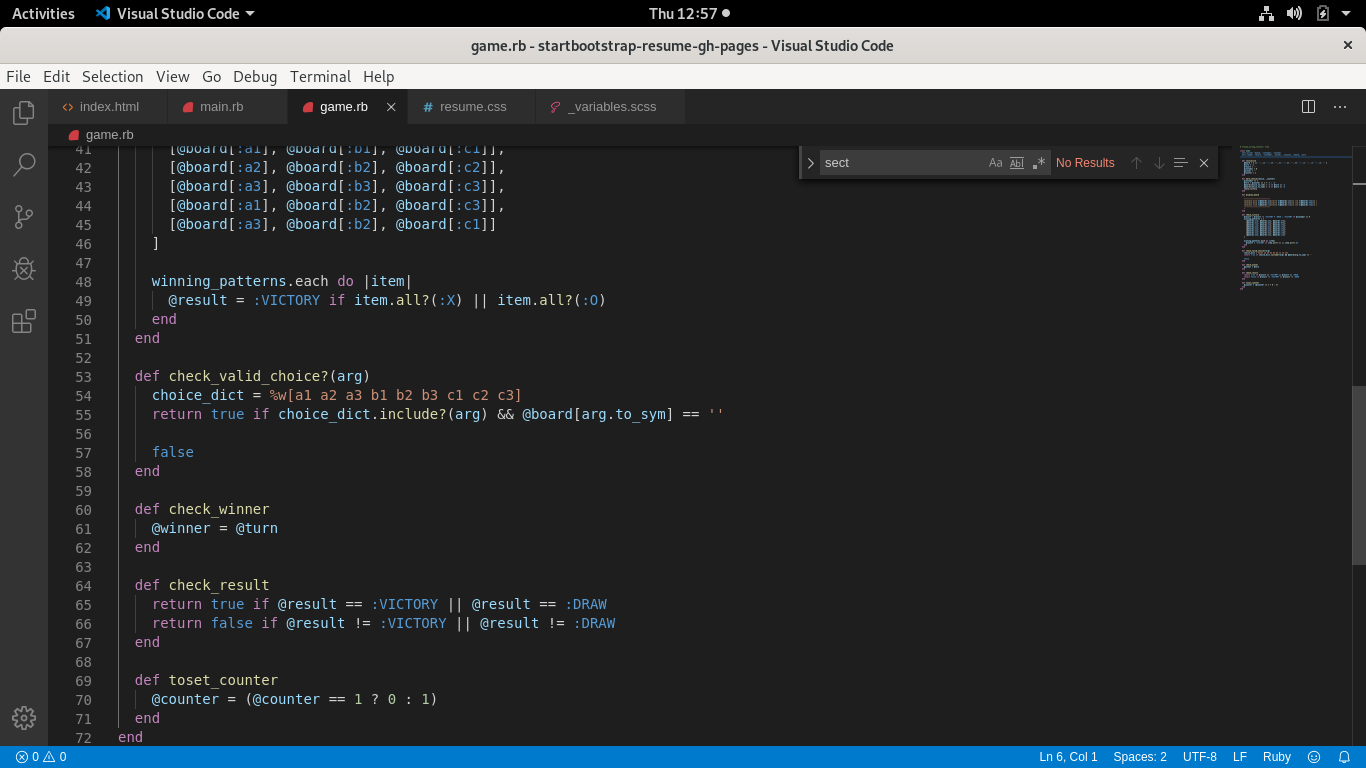 Activities Visual Studio Code Thu 12:57
game.rb - startbootstrap-resume-gh-pages - Visual Studio Code
File Edit Selection View Go Debug Terminal Help
index.html main.rb game.rb resume.css _variables.scss
game.rb
sect Aa Abl .* No Results
41 [@board[:a1], @board[:b1], @board[:c1]],
42 [@board[:a2], @board[:b2], @board[:c2]],
43 [@board[:a3], @board[:b3], @board[:c3]],
44 [@board[:a1], @board[:b2], @board[:c3]],
45 [@board[:a3], @board[:b2], @board[:c1]]
46 ]
47
48 winning_patterns.each do |item|
49 @result = :VICTORY if item.all?(:X) || item.all?(:O)
50 end
51 end
52
53 def check_valid_choice?(arg)
54 choice_dict = %w[a1 a2 a3 b1 b2 b3 c1 c2 c3]
55 return true if choice_dict.include?(arg) && @board[arg.to_sym] == ''
56
57 false
58 end
59
60 def check_winner
61 @winner = @turn
62 end
63
64 def check_result
65 return true if @result == :VICTORY || @result == :DRAW
66 return false if @result != :VICTORY || @result != :DRAW
67 end
68
69 def toset_counter
70 @counter = (@counter == 1 ? 0 : 1)
71 end
72 end
0 0 Ln 6, Col 1 Spaces: 2 UTF-8 LF Ruby